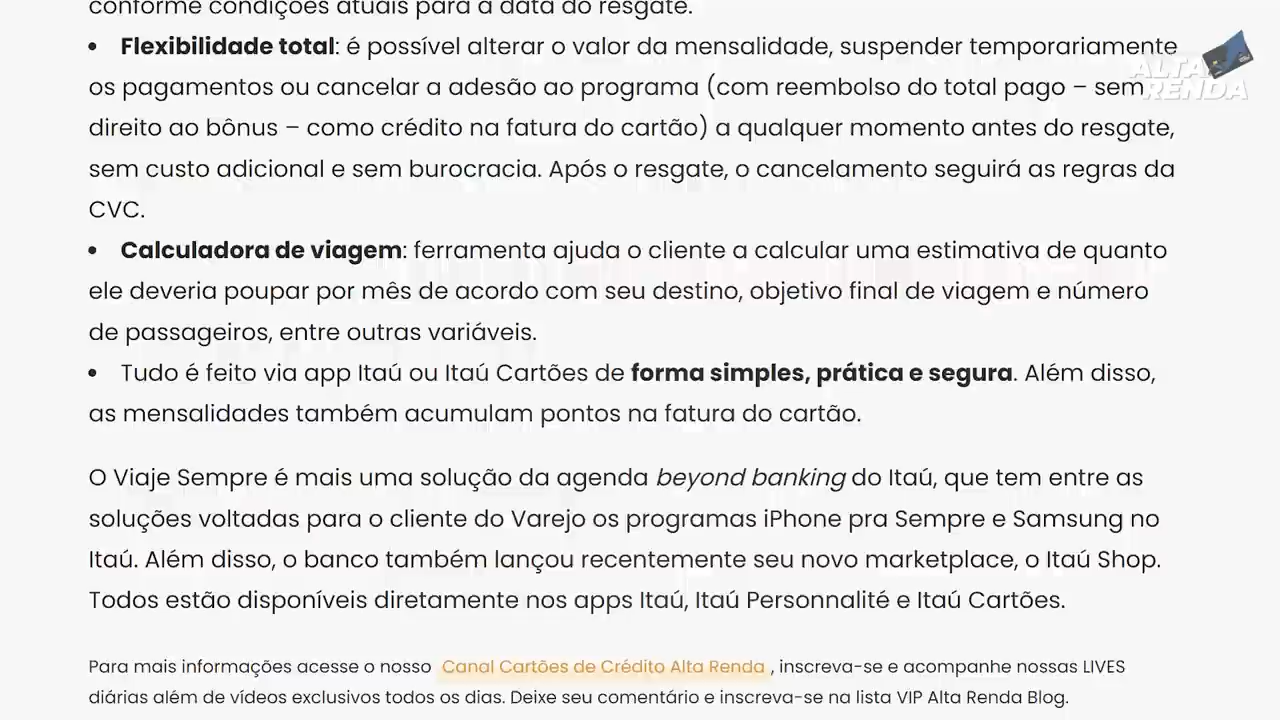 conforme condições atuais para a data do resgate.
• Flexibilidade total: é possível alterar o valor da mensalidade, suspender temporariamente
os pagamentos ou cancelar a adesão ao programa (com reembolso do total pago – sem
direito ao bônus – como crédito na fatura do cartão) a qualquer momento antes do resgate,
sem custo adicional e sem burocracia. Após o resgate, o cancelamento seguirá as regras da
CVC.
• Calculadora de viagem: ferramenta ajuda o cliente a calcular uma estimativa de quanto
ele deveria poupar por mês de acordo com seu destino, objetivo final de viagem e número
de passageiros, entre outras variáveis.
• Tudo é feito via app Itaú ou Itaú Cartões de forma simples, prática e segura. Além disso,
as mensalidades também acumulam pontos na fatura do cartão.
O Viaje Sempre é mais uma solução da agenda beyond banking do Itaú, que tem entre as
soluções voltadas para o cliente do Varejo os programas iPhone pra Sempre e Samsung no
Itaú. Além disso, o banco também lançou recentemente seu novo marketplace, o Itaú Shop.
Todos estão disponíveis diretamente nos apps Itaú, Itaú Personnalité e Itaú Cartões.
Para mais informações acesse o nosso Canal Cartões de Crédito Alta Renda , inscreva-se e acompanhe nossas LIVES
diárias além de vídeos exclusivos todos os dias. Deixe seu comentário e inscreva-se na lista VIP Alta Renda Blog.
ALTA
RENDA